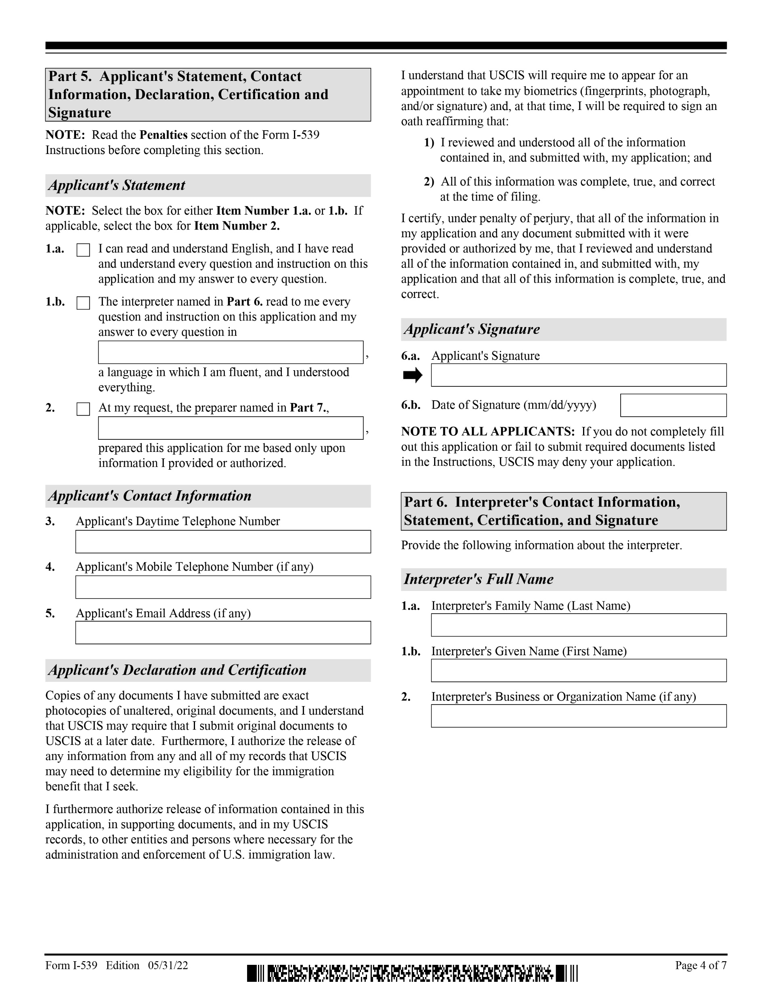 Part 5.  Applicant's Statement, Contact
Information, Declaration, Certification and
Signature
NOTE:  Read the Penalties section of the Form I-539
Instructions before completing this section.
Applicant's Statement
NOTE:  Select the box for either Item Number 1.a. or 1.b.  If
applicable, select the box for Item Number 2.
1.a. I can read and understand English, and I have read
and understand every question and instruction on this
application and my answer to every question.
1.b. The interpreter named in Part 6. read to me every
question and instruction on this application and my
answer to every question in
,
a language in which I am fluent, and I understood
everything.
2. At my request, the preparer named in Part 7.,
,
prepared this application for me based only upon
information I provided or authorized.
Applicant's Contact Information
3. Applicant's Daytime Telephone Number
4. Applicant's Mobile Telephone Number (if any)
5. Applicant's Email Address (if any)
Applicant's Declaration and Certification
Copies of any documents I have submitted are exact
photocopies of unaltered, original documents, and I understand
that USCIS may require that I submit original documents to
USCIS at a later date.  Furthermore, I authorize the release of
any information from any and all of my records that USCIS
may need to determine my eligibility for the immigration
benefit that I seek.
I furthermore authorize release of information contained in this
application, in supporting documents, and in my USCIS
records, to other entities and persons where necessary for the
administration and enforcement of U.S. immigration law.
I understand that USCIS will require me to appear for an
appointment to take my biometrics (fingerprints, photograph,
and/or signature) and, at that time, I will be required to sign an
oath reaffirming that:
1) I reviewed and understood all of the information
contained in, and submitted with, my application; and
2) All of this information was complete, true, and correct
at the time of filing.
I certify, under penalty of perjury, that all of the information in
my application and any document submitted with it were
provided or authorized by me, that I reviewed and understand
all of the information contained in, and submitted with, my
application and that all of this information is complete, true, and
correct.
Applicant's Signature
6.a. Applicant's Signature
6.b. Date of Signature (mm/dd/yyyy)
NOTE TO ALL APPLICANTS:  If you do not completely fill
out this application or fail to submit required documents listed
in the Instructions, USCIS may deny your application.
Part 6.  Interpreter's Contact Information,
Statement, Certification, and Signature
Provide the following information about the interpreter.
Interpreter's Full Name
1.a. Interpreter's Family Name (Last Name)
1.b. Interpreter's Given Name (First Name)
2. Interpreter's Business or Organization Name (if any)
Form I-539   Edition   05/31/22
Page 4 of 7